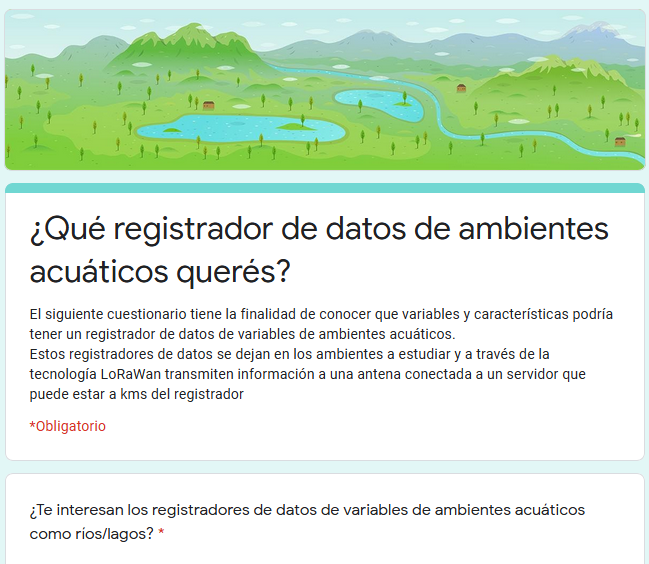 ¿Qué registrador de datos de ambientes
acuáticos querés?
El siguiente cuestionario tiene la finalidad de conocer que variables y características podría
tener un registrador de datos de variables de ambientes acuáticos.
Estos registradores de datos se dejan en los ambientes a estudiar y a través de la
tecnología LoRaWan transmiten información a una antena conectada a un servidor que
puede estar a kms del registrador
*Obligatorio
¿Te interesan los registradores de datos de variables de ambientes acuáticos
como ríos/lagos? *